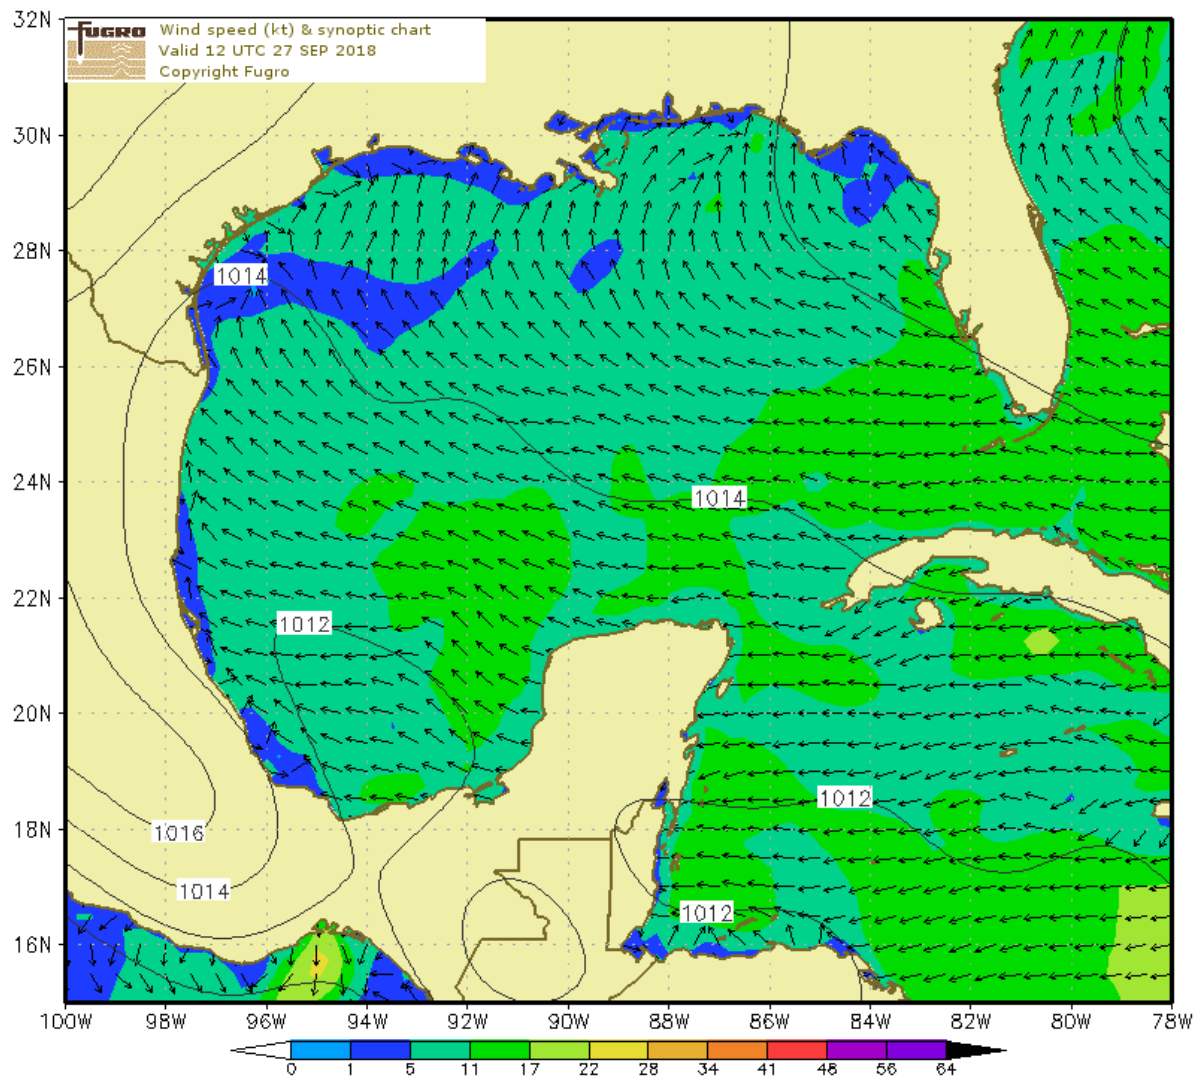 32N
FUGRO
Wind speed (kt) & synoptic chart
Valid 12 UTC 27 SEP 2018
Copyright Fugro
30N
28N
1014
26N
24N
1014
22N
1012
20N
1012
18N
1016
1014
1012
16N
100W 98W 96W 94W 92W 90W 88W 86W 84W 82W 80W 78W
0 1 5 11 17 22 28 34 41 48 56 64